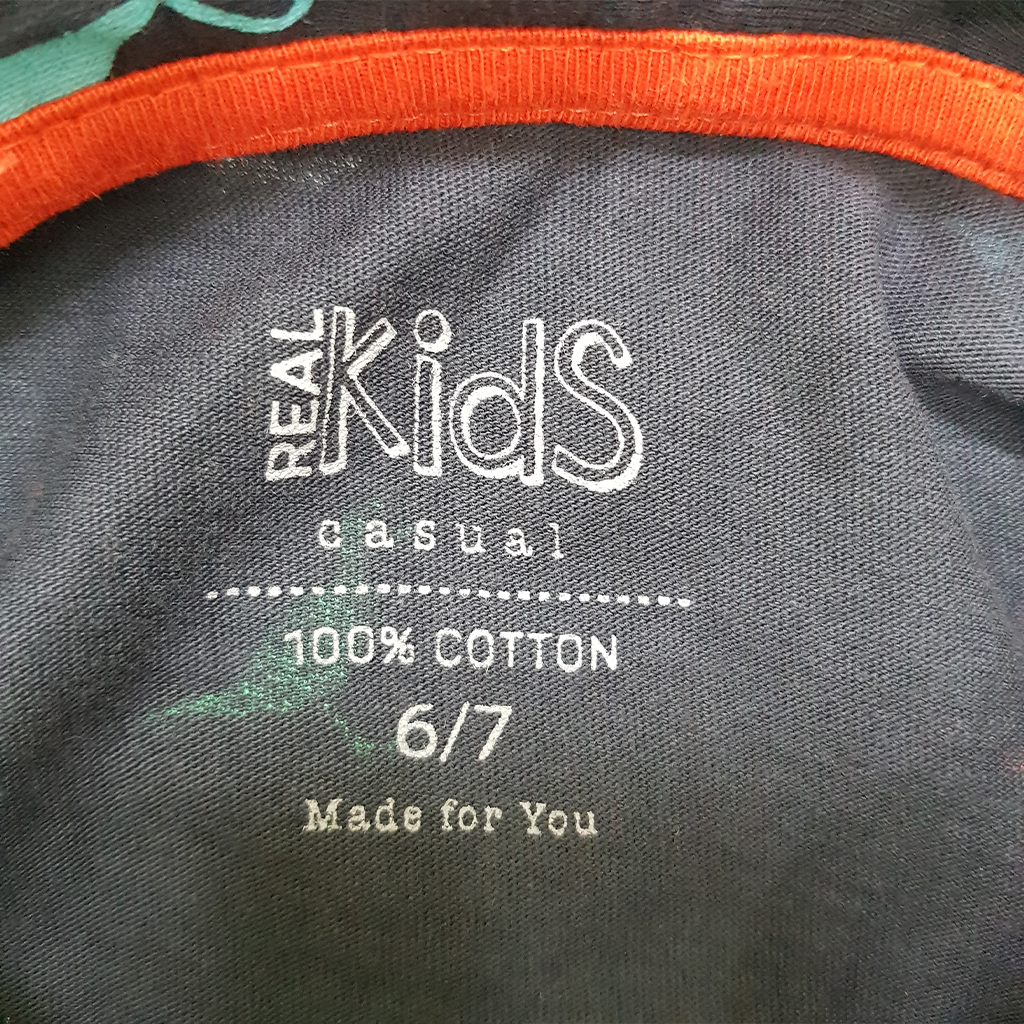 REAL Kids
casual
100% COTTON
6/7
Made for You